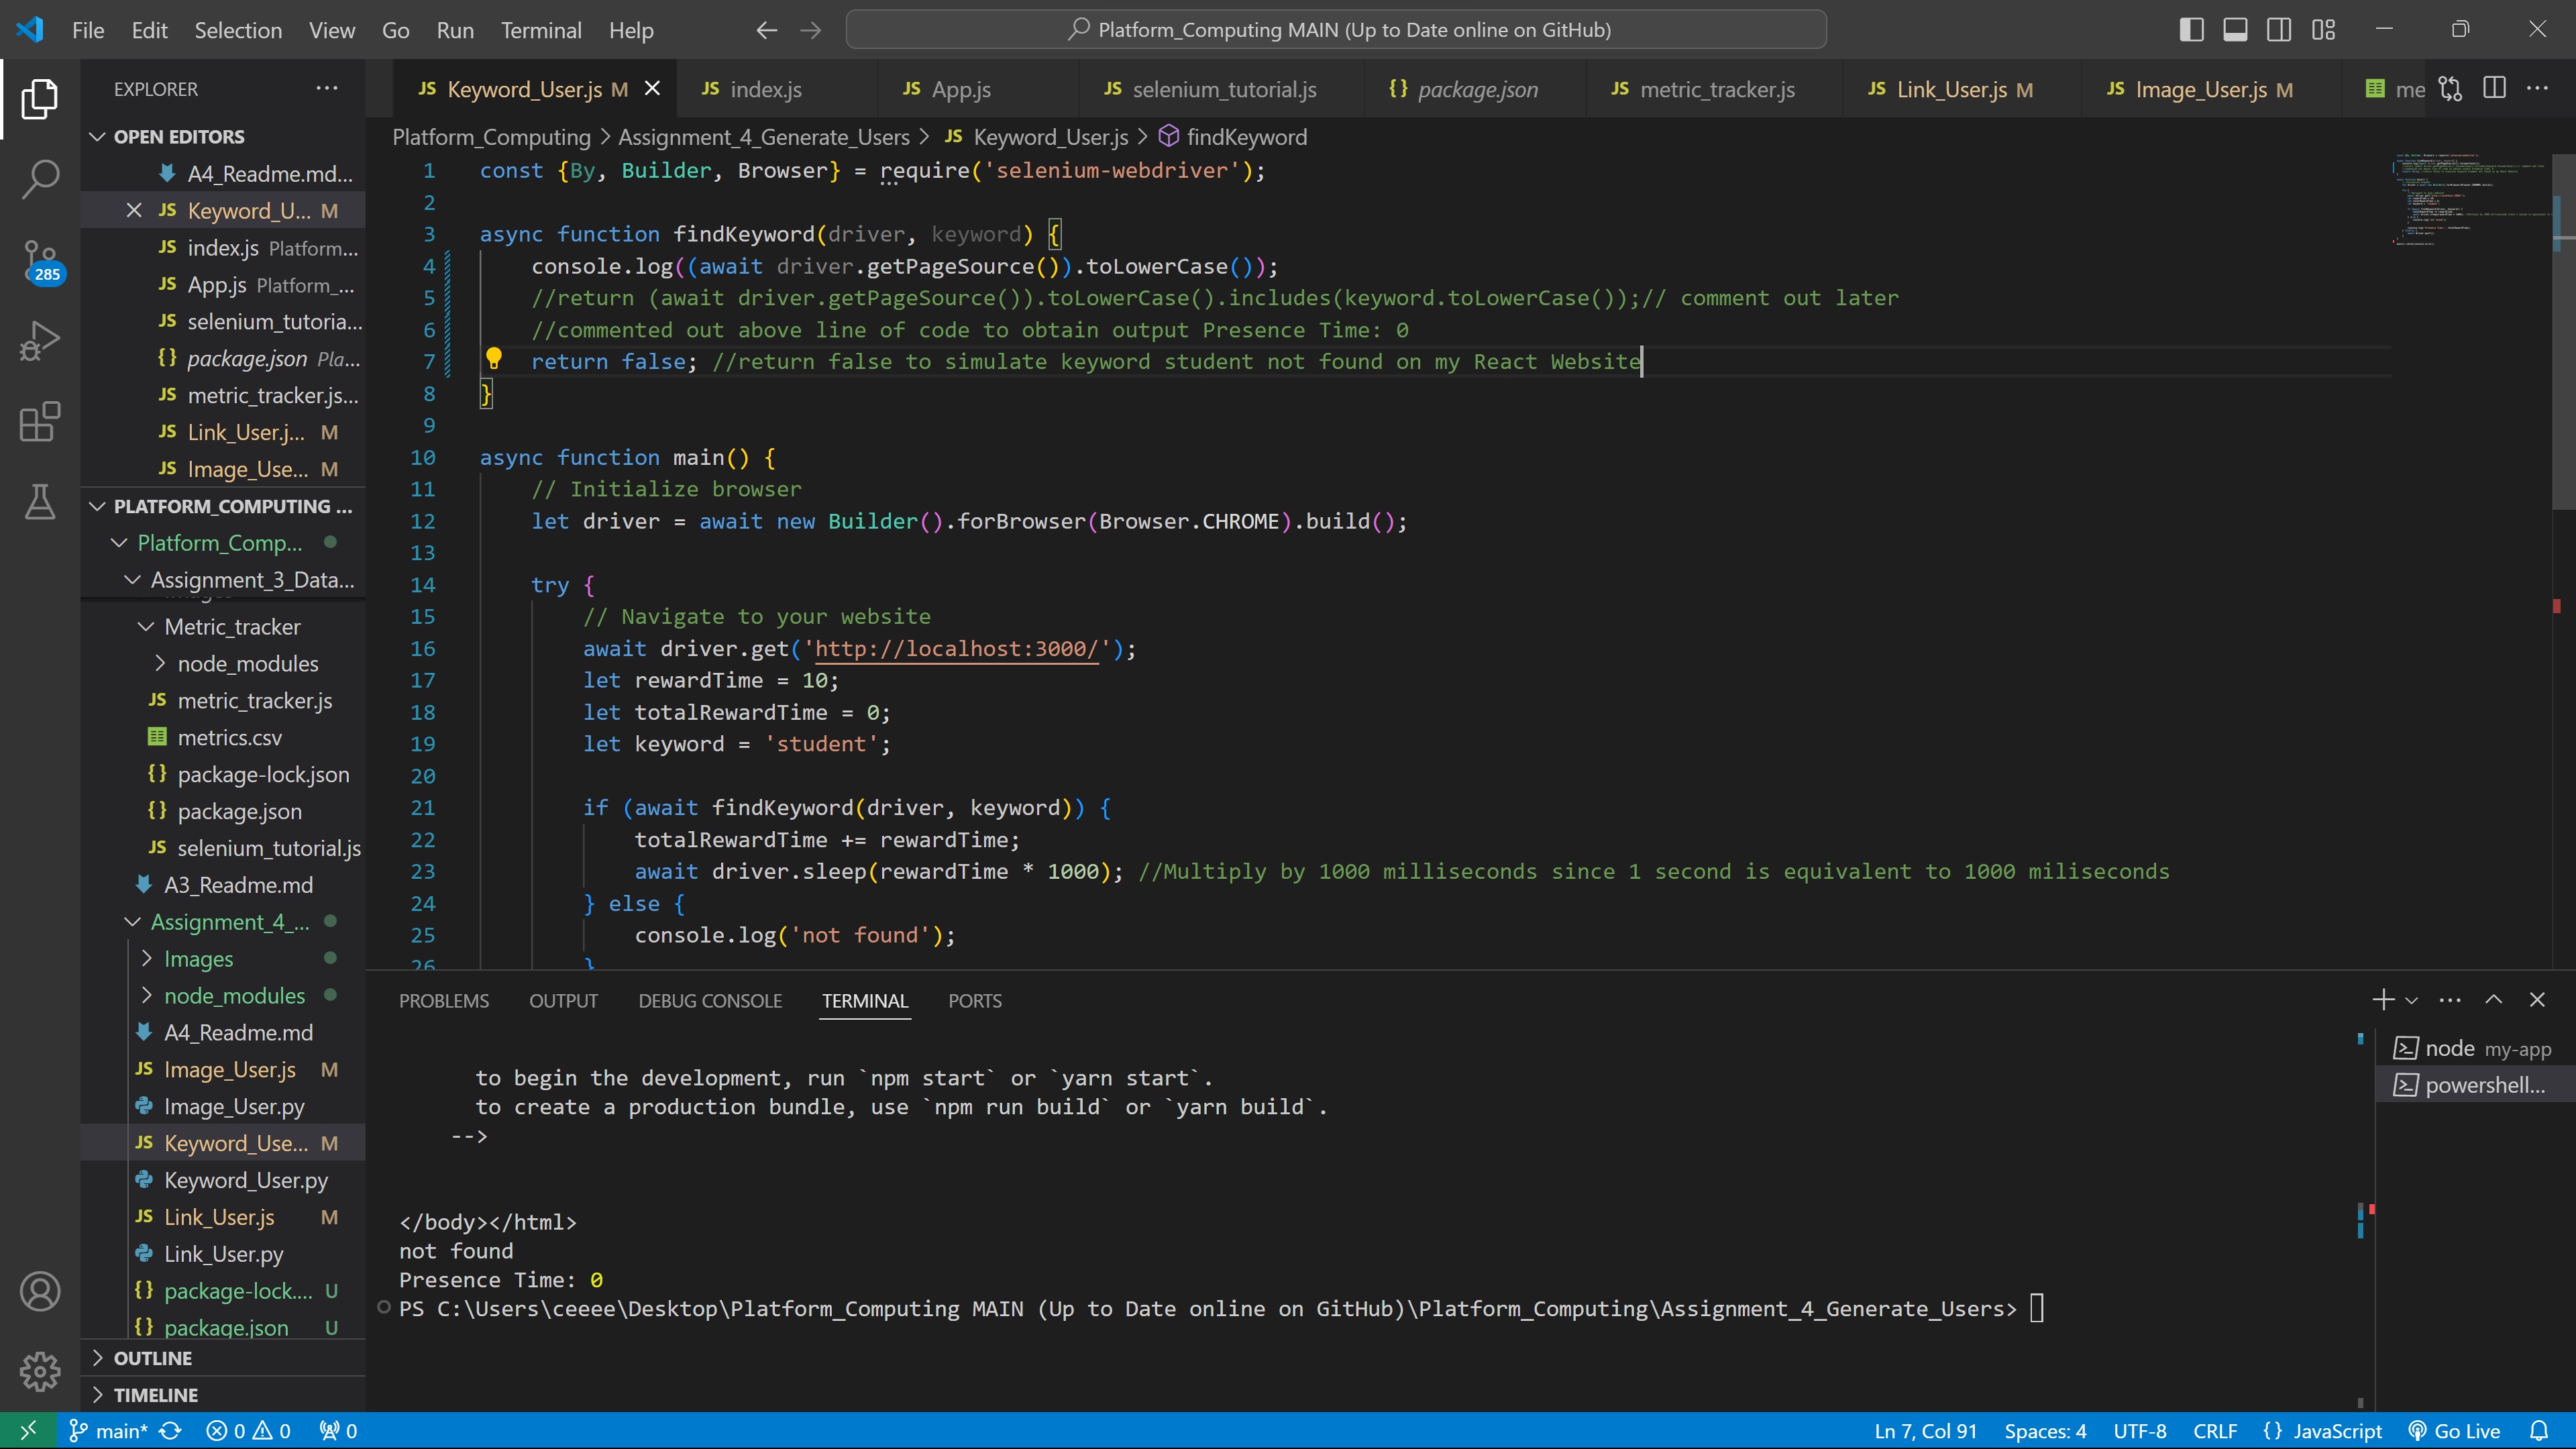 File Edit Selection View Go Run Terminal Help
Platform_Computing MAIN (Up to Date online on GitHub)
EXPLORER
OPEN EDITORS
A4_Readme.md...
Keyword_U... M
index.js Platform...
App.js Platform_...
selenium_tutoria...
package.json Pla...
metric_tracker.js...
Link_User.j... M
Image_Use... M
PLATFORM_COMPUTING ...
Platform_Comp...
Assignment_3_Data...
Metric_tracker
node_modules
metric_tracker.js
metrics.csv
package-lock.json
package.json
selenium_tutorial.js
A3_Readme.md
Assignment_4_...
Images
node_modules
A4_Readme.md
Image_User.js M
Image_User.py
Keyword_Use... M
Keyword_User.py
Link_User.js M
Link_User.py
package-lock.... U
package.json U
OUTLINE
TIMELINE
285
JS Keyword_User.js M JS index.js JS App.js JS selenium_tutorial.js {} package.json JS metric_tracker.js JS Link_User.js M JS Image_User.js M me
Platform_Computing > Assignment_4_Generate_Users > JS Keyword_User.js > findKeyword
1 const {By, Builder, Browser} = require('selenium-webdriver');
2
3 async function findKeyword(driver, keyword) {
4 console.log((await driver.getPageSource()).toLowerCase());
5 //return (await driver.getPageSource()).toLowerCase().includes(keyword.toLowerCase());// comment out later
6 //commented out above line of code to obtain output Presence Time: 0
7 return false; //return false to simulate keyword student not found on my React Website
8 }
9
10 async function main() {
11 // Initialize browser
12 let driver = await new Builder().forBrowser(Browser.CHROME).build();
13
14 try {
15 // Navigate to your website
16 await driver.get('http://localhost:3000/');
17 let rewardTime = 10;
18 let totalRewardTime = 0;
19 let keyword = 'student';
20
21 if (await findKeyword(driver, keyword)) {
22 totalRewardTime += rewardTime;
23 await driver.sleep(rewardTime * 1000); //Multiply by 1000 milliseconds since 1 second is equivalent to 1000 miliseconds
24 } else {
25 console.log('not found');
26 }
PROBLEMS OUTPUT DEBUG CONSOLE TERMINAL PORTS
to begin the development, run `npm start` or `yarn start`.
to create a production bundle, use `npm run build` or `yarn build`.
-->
</body></html>
not found
Presence Time: 0
PS C:\Users\ceeee\Desktop\Platform_Computing MAIN (Up to Date online on GitHub)\Platform_Computing\Assignment_4_Generate_Users>
node my-app
powershell...
main* 0 0 0 Ln 7, Col 91 Spaces: 4 UTF-8 CRLF {} JavaScript Go Live